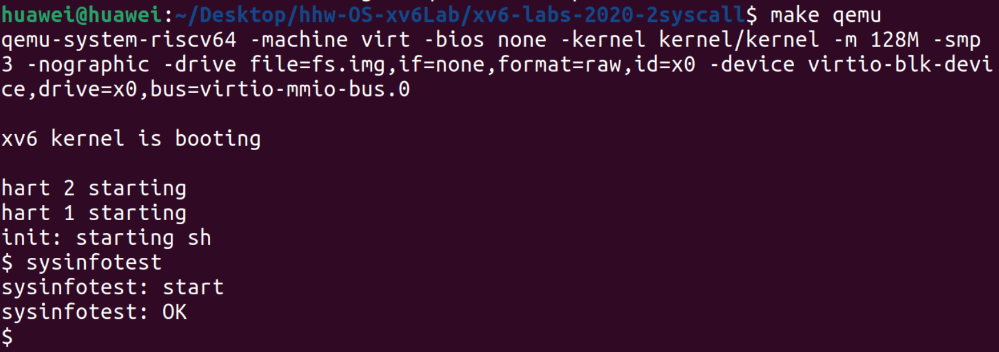 huawei@huawei:~/Desktop/hhw-OS-xv6Lab/xv6-labs-2020-2syscall$ make qemu
qemu-system-riscv64 -machine virt -bios none -kernel kernel/kernel -m 128M -smp
3 -nographic -drive file=fs.img,if=none,format=raw,id=x0 -device virtio-blk-devi
ce,drive=x0,bus=virtio-mmio-bus.0
xv6 kernel is booting
hart 2 starting
hart 1 starting
init: starting sh
$ sysinfotest
sysinfotest: start
sysinfotest: OK
$